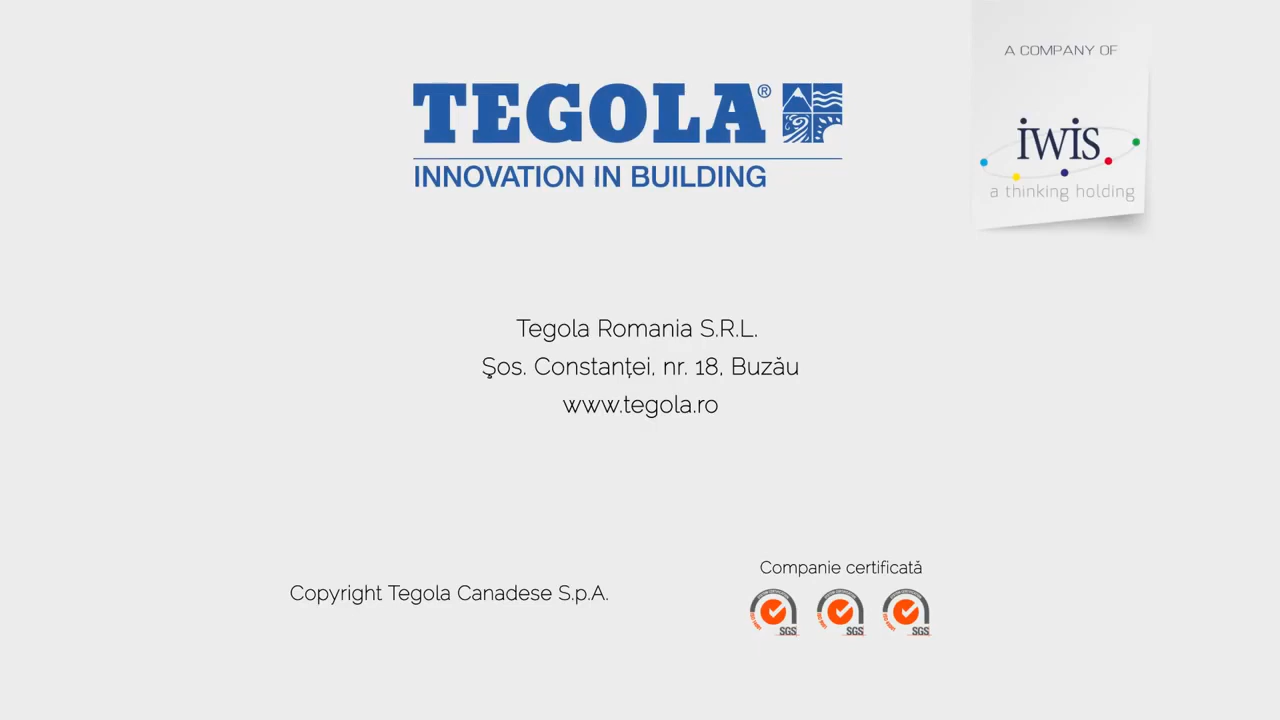 A COMPANY OF
TEGOLA®
INNOVATION IN BUILDING
iwis
a thinking holding
Tegola Romania S.R.L.
Şos. Constanței, nr. 18, Buzău
www.tegola.ro
Companie certificată
Copyright Tegola Canadese S.p.A.
SGS
SGS
SGS